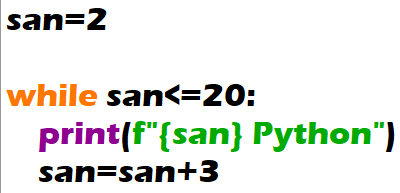 san=2
while san<=20:
print(f"{san} Python")
san=san+3